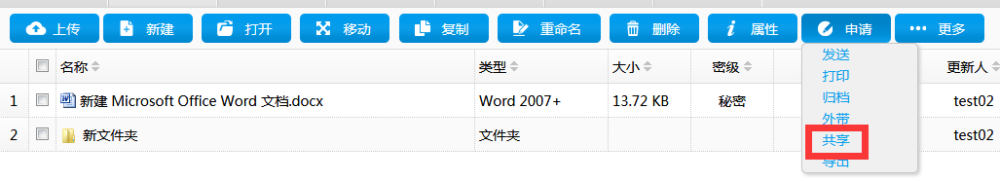 上传 新建 打开 移动 复制 重命名 删除 属性 申请 更多
名称 类型 大小 密级 更新人
1 新建 Microsoft Office Word 文档.docx Word 2007+ 13.72 KB 秘密 test02
2 新文件夹 文件夹 test02
发送
打印
归档
外带
共享
导出